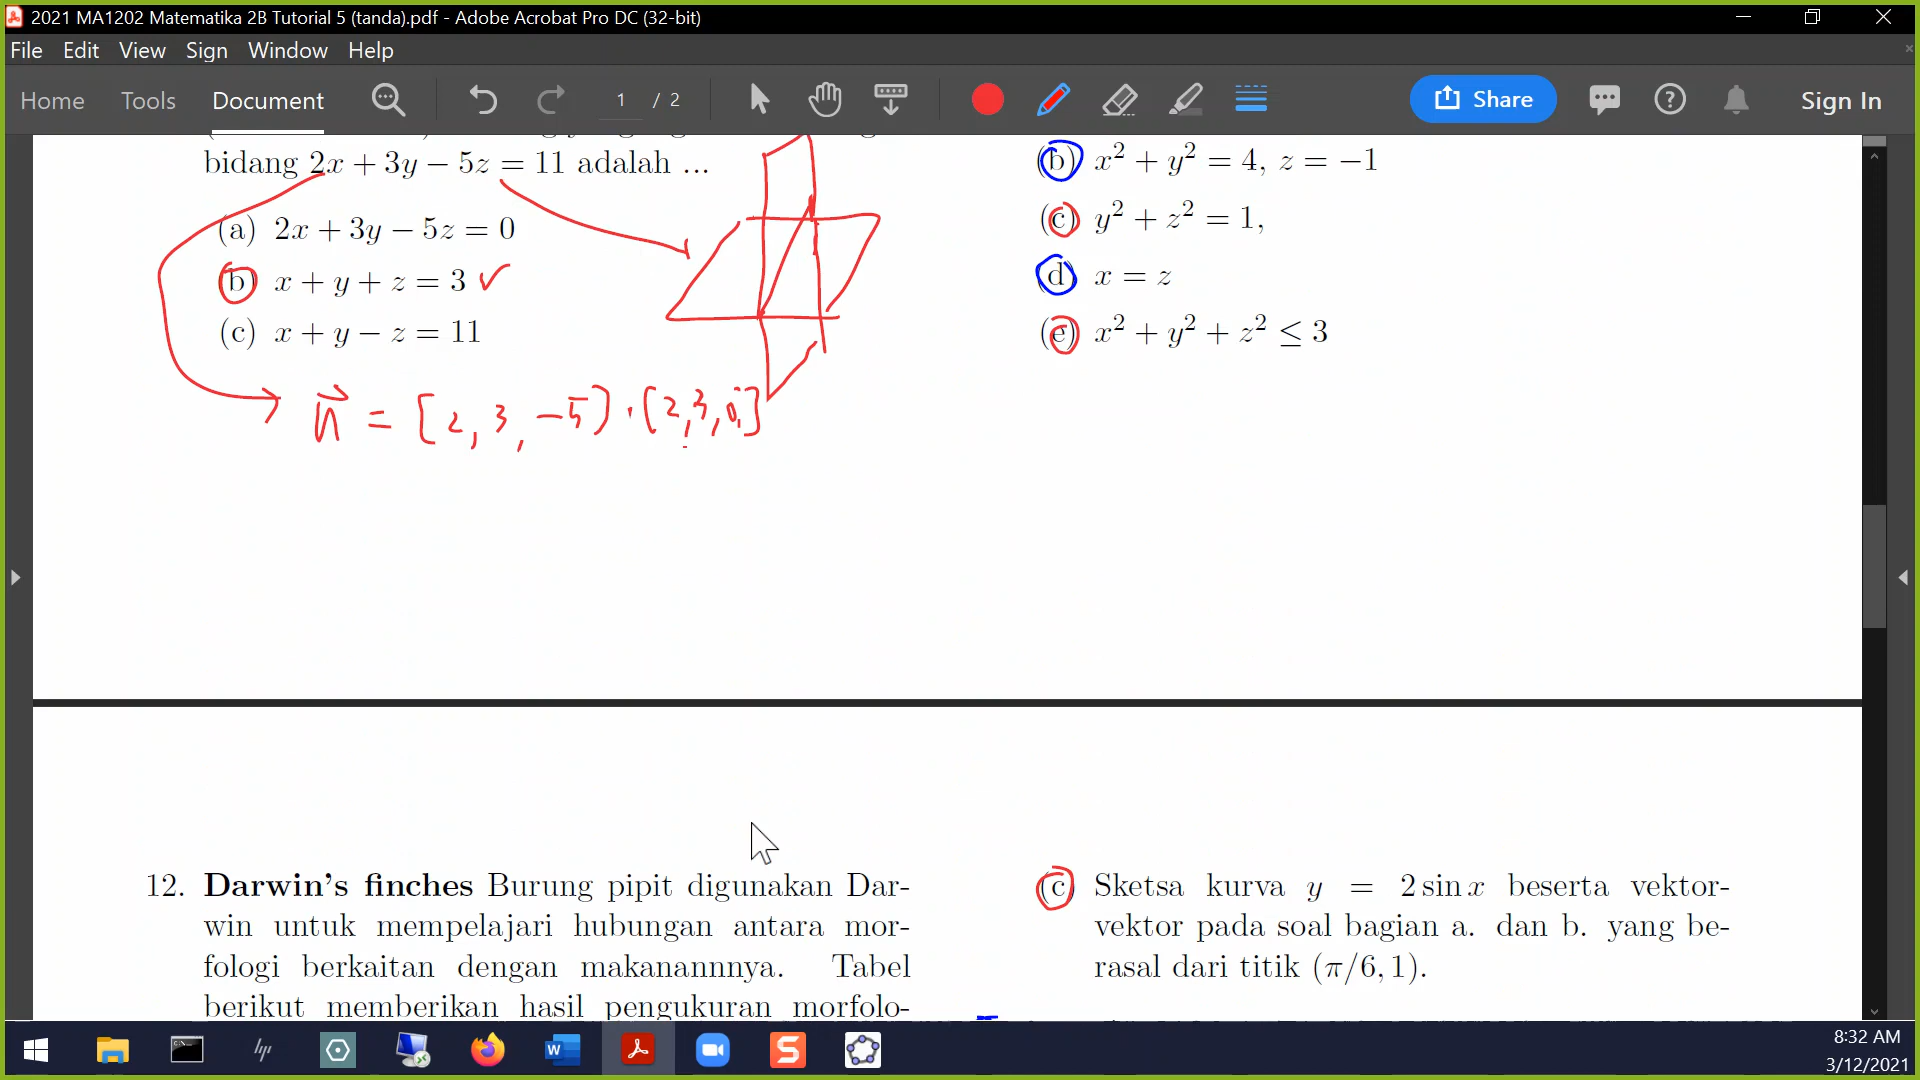 2021 MA1202 Matematika 2B Tutorial 5 (tanda).pdf - Adobe Acrobat Pro DC (32-bit)
File Edit View Sign Window Help
Home Tools Document 1 / 2 Share Sign In
bidang 2x + 3y − 5z = 11 adalah ...
(a) 2x + 3y − 5z = 0
(b) x + y + z = 3 ✓
(c) x + y − z = 11
n⃗ = [2, 3, −5] · [2, 3, 0]
(b) x² + y² = 4, z = −1
(c) y² + z² = 1,
(d) x = z
(e) x² + y² + z² ≤ 3
12. Darwin's finches Burung pipit digunakan Dar-
win untuk mempelajari hubungan antara mor-
fologi berkaitan dengan makanannnya. Tabel
berikut memberikan hasil pengukuran morfolo-
(c) Sketsa kurva y = 2 sin x beserta vektor-
vektor pada soal bagian a. dan b. yang be-
rasal dari titik (π/6, 1).
8:32 AM
3/12/2021